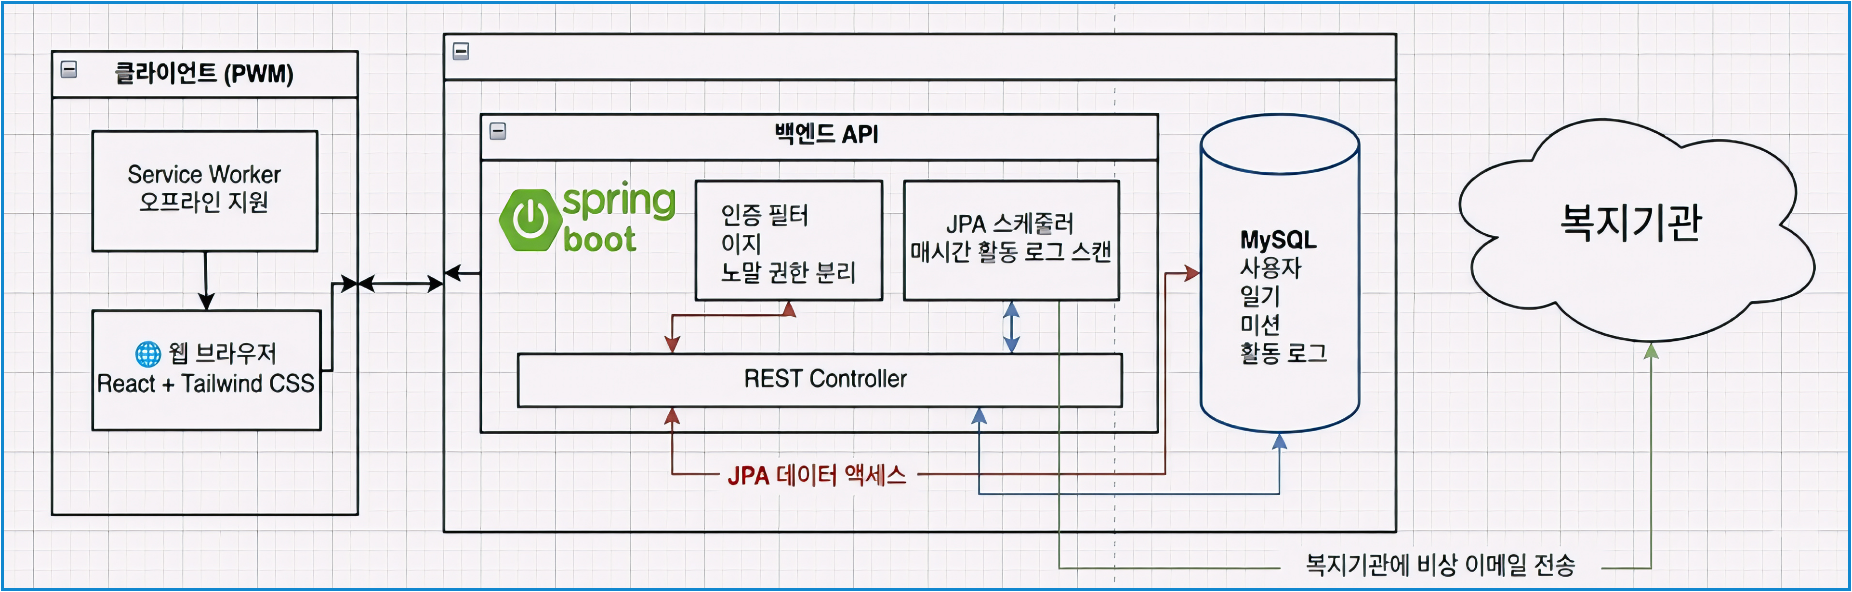 클라이언트 (PWM)
Service Worker
오프라인 지원
웹 브라우저
React + Tailwind CSS
백엔드 API
spring
boot
인증 필터
이지
노말 권한 분리
JPA 스케줄러
매시간 활동 로그 스캔
REST Controller
JPA 데이터 액세스
MySQL
사용자
일기
미션
활동 로그
복지기관
복지기관에 비상 이메일 전송